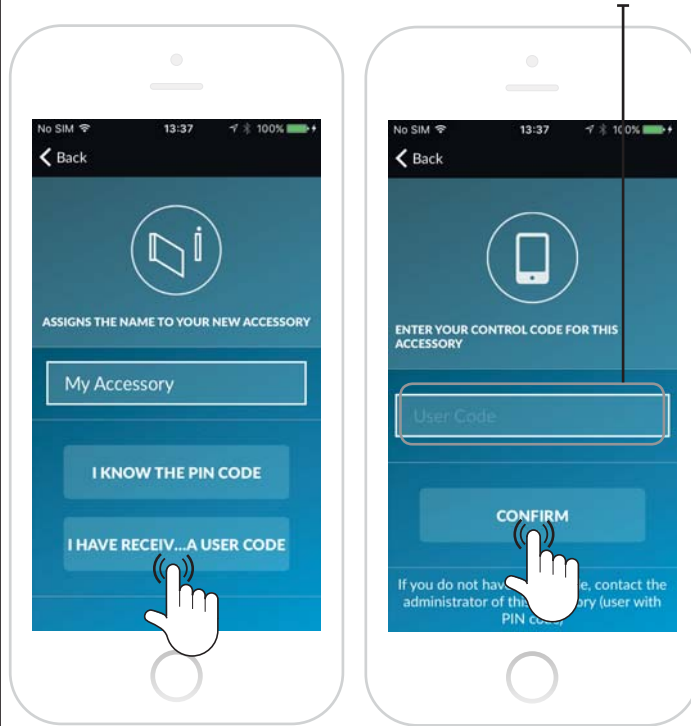 No SIM 13:37 100%
Back
ASSIGNS THE NAME TO YOUR NEW ACCESSORY
My Accessory
I KNOW THE PIN CODE
I HAVE RECEIV...A USER CODE
No SIM 13:37 100%
Back
ENTER YOUR CONTROL CODE FOR THIS
ACCESSORY
User Code
CONFIRM
If you do not have, contact the
administrator of this user with
PIN code)